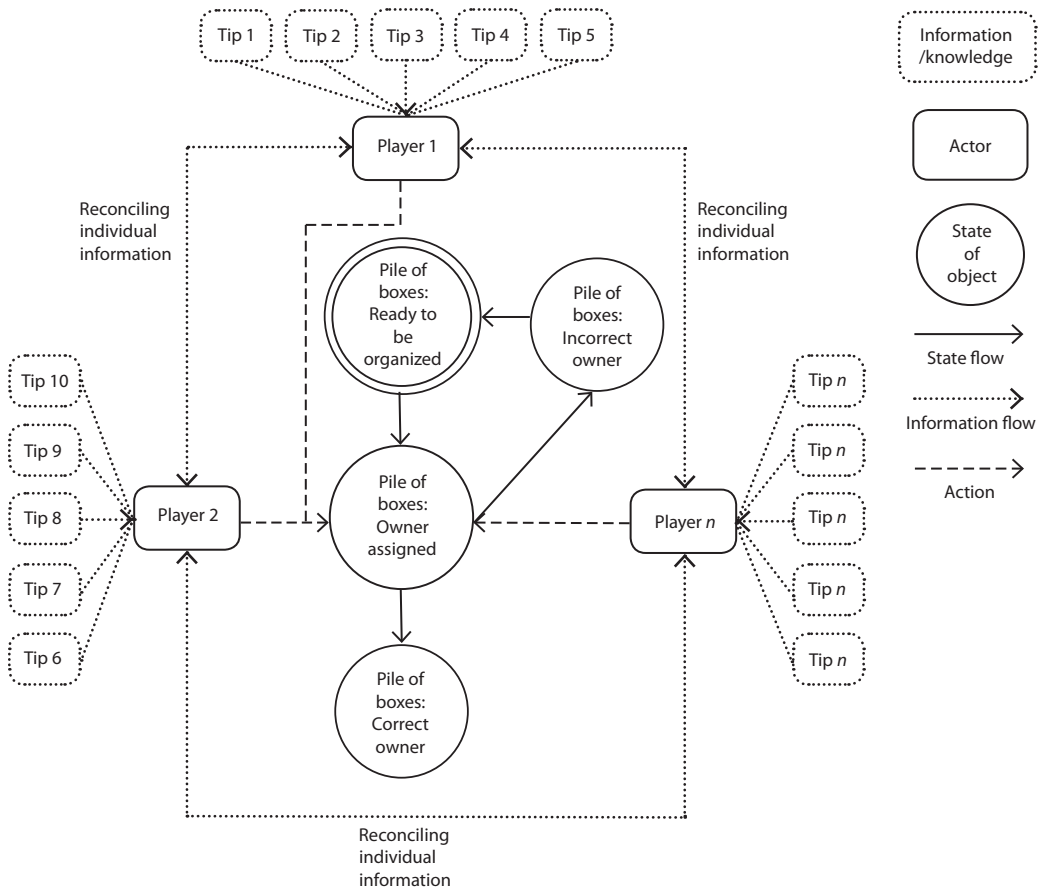 Tip 1
Tip 2
Tip 3
Tip 4
Tip 5
Player 1
Reconciling
individual
information
Reconciling
individual
information
Pile of
boxes:
Ready to
be
organized
Pile of
boxes:
Incorrect
owner
Tip 10
Tip 9
Tip 8
Tip 7
Tip 6
Player 2
Pile of
boxes:
Owner
assigned
Player n
Tip n
Tip n
Tip n
Tip n
Tip n
Pile of
boxes:
Correct
owner
Reconciling
individual
information
Information
/knowledge
Actor
State
of
object
State flow
Information flow
Action